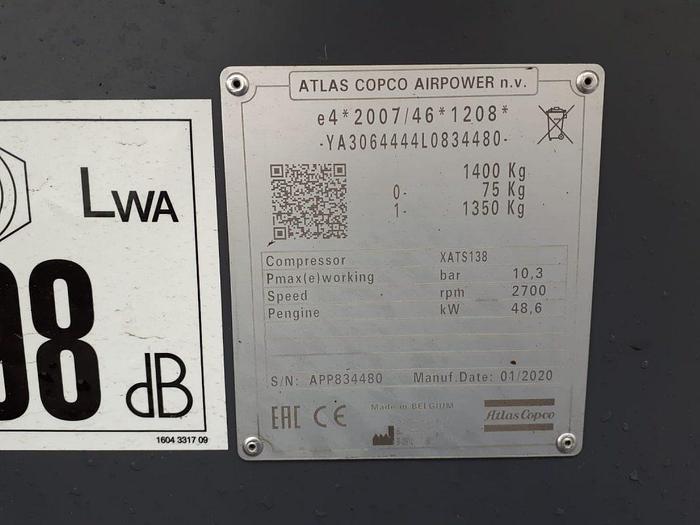 LWA
98
dB
1604 3317 09
ATLAS COPCO AIRPOWER n.v.
e4*2007/46*1208*
-YA3064444L0834480-
1400 Kg
0- 75 Kg
1- 1350 Kg
Compressor XATS138
Pmax(e)working bar 10,3
Speed rpm 2700
Pengine kW 48,6
S/N: APP834480 Manuf.Date: 01/2020
EAC CE Made in BELGIUM
Atlas Copco